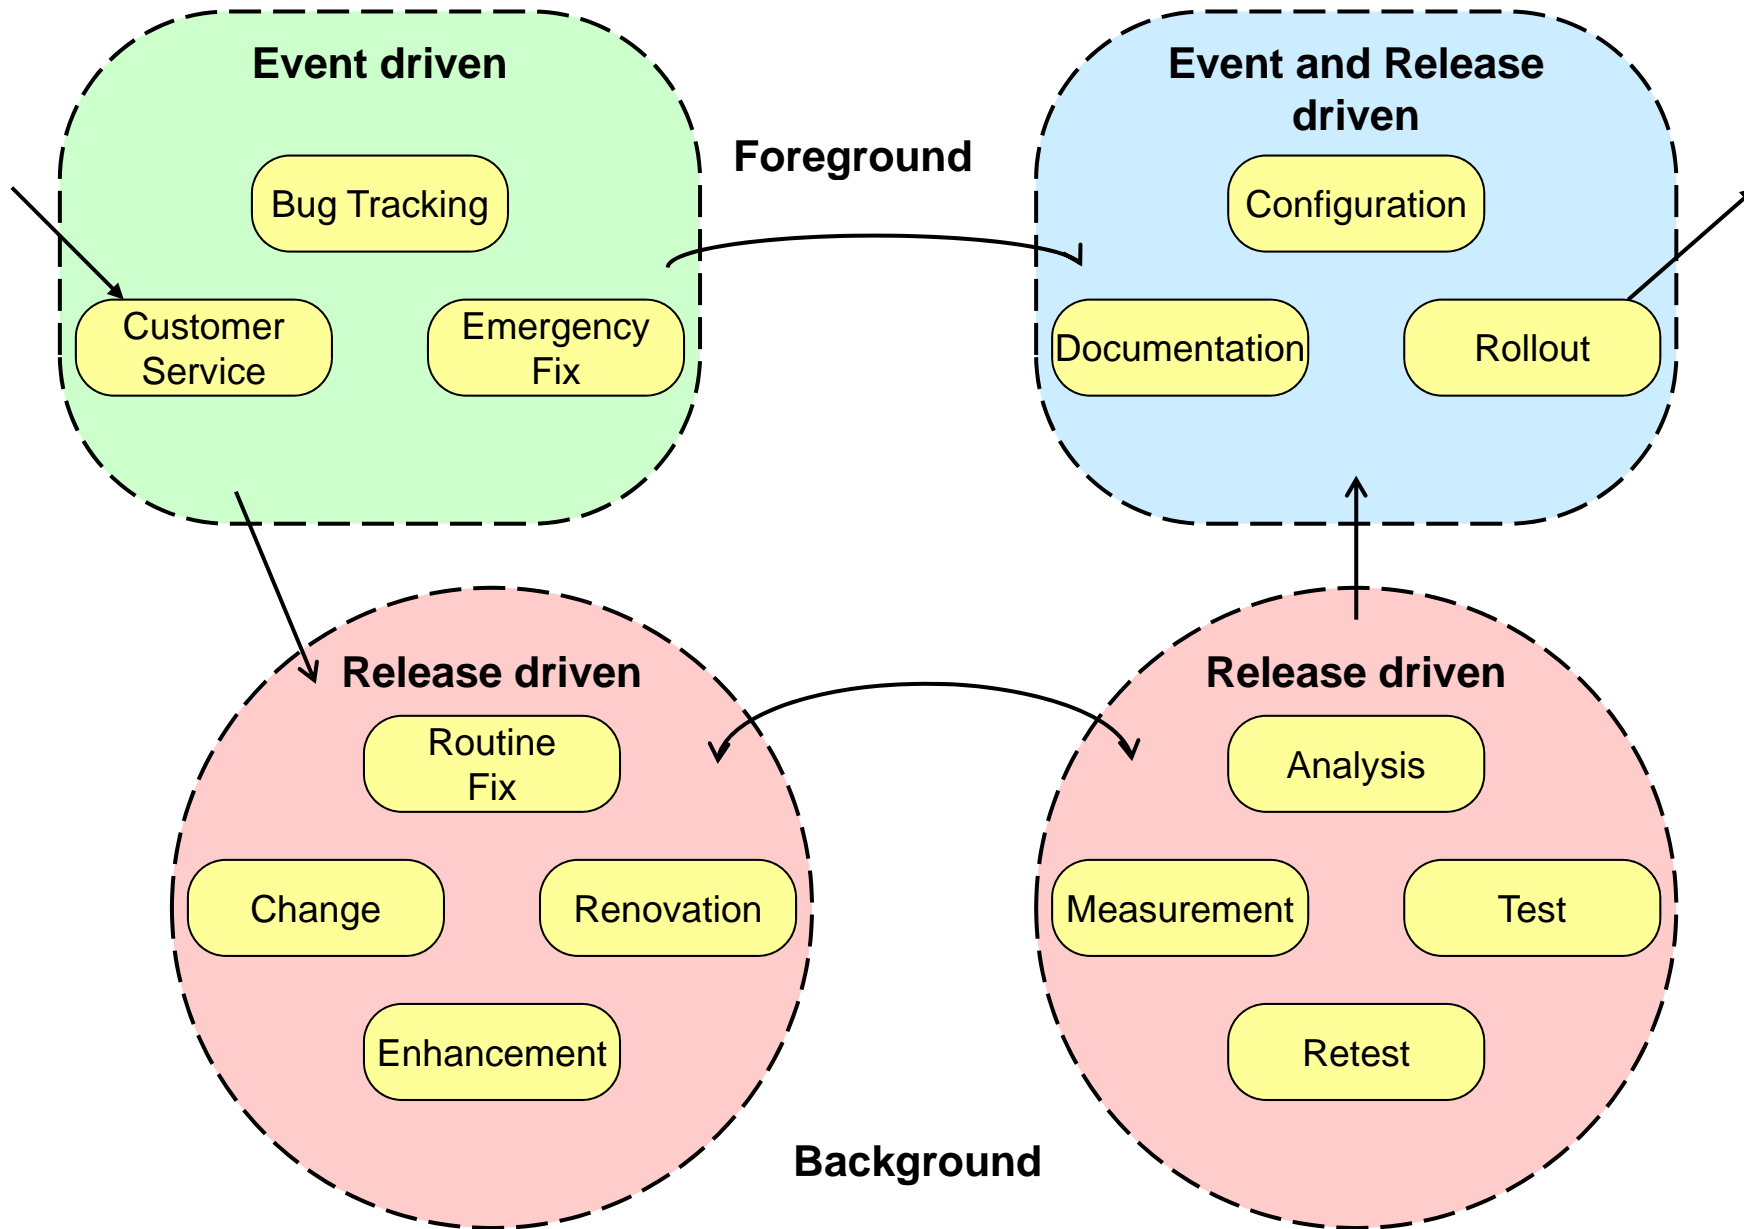 Event driven
Bug Tracking
Customer
Service
Emergency
Fix
Foreground
Event and Release
driven
Configuration
Documentation
Rollout
Release driven
Routine
Fix
Change
Renovation
Enhancement
Release driven
Analysis
Measurement
Test
Retest
Background